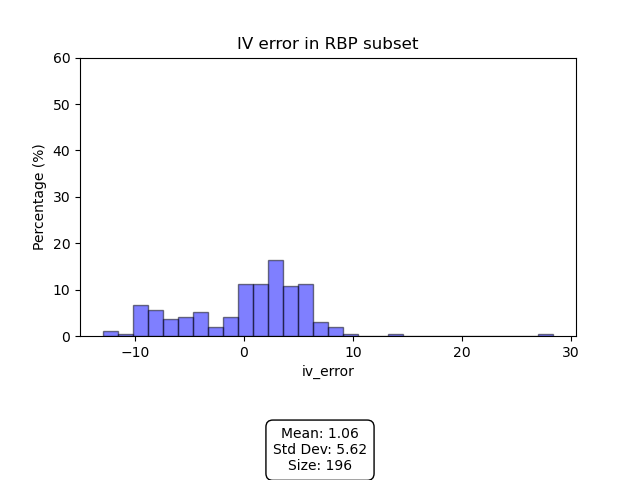 IV error in RBP subset
60
50
40
30
20
10
0
Percentage (%)
−10
0
10
20
30
iv_error
Mean: 1.06
Std Dev: 5.62
Size: 196